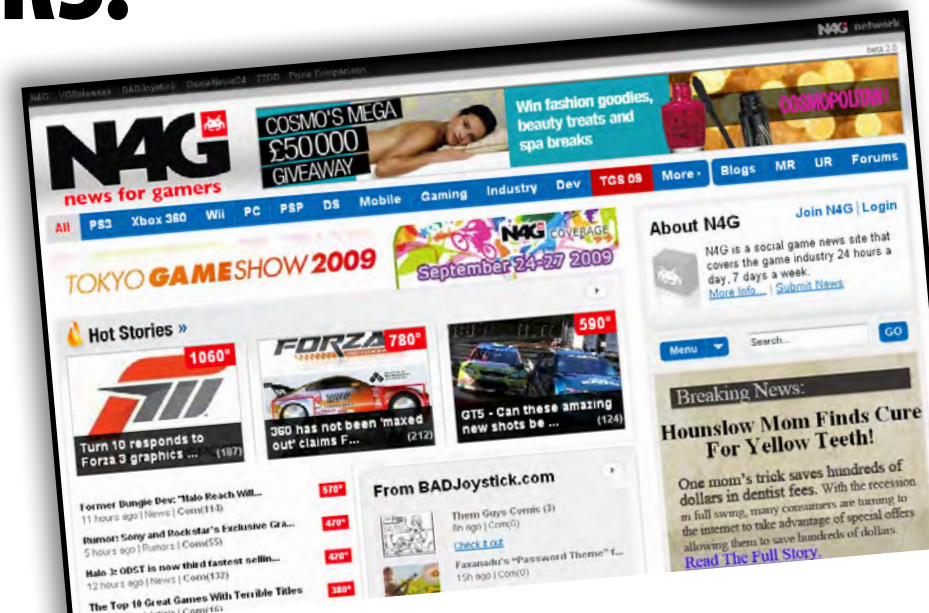 RS.
N4G network
beta 2.0
N4G VGReleases BADJoystick GameNewz24 Price Comparison
N4G
news for gamers
COSMO'S MEGA
£50000
GIVEAWAY
Win fashion goodies,
beauty treats and
spa breaks
COSMOPOLITAN
All PS3 Xbox 360 Wii PC PSP DS Mobile Gaming Industry Dev TGS 09 More Blogs MR UR Forums
TOKYO GAME SHOW 2009
N4G COVERAGE
September 24-27 2009
About N4G
Join N4G | Login
N4G is a social game news site that
covers the game industry 24 hours a
day, 7 days a week.
More Info... | Submit News
Hot Stories »
1060°
Turn 10 responds to
Forza 3 graphics ... (187)
FORZA
780°
360 has not been 'maxed
out' claims F... (212)
590°
GT5 - Can these amazing
new shots be ... (124)
Menu
Search...
GO
Former Bungie Dev: "Halo Reach Will...
11 hours ago | News | Com(114)
570°
Rumor: Sony and Rockstar's Exclusive Gra...
5 hours ago | Rumors | Com(55)
470°
Halo 3: ODST is now third fastest sellin...
12 hours ago | News | Com(132)
420°
The Top 10 Great Games With Terrible Titles
380°
Com(16)
From BADJoystick.com
Them Guys Comic (3)
8h ago | Com(0)
Check it out
Faxanadu's "Password Theme" f...
15h ago | Com(0)
Breaking News:
Hounslow Mom Finds Cure
For Yellow Teeth!
One mom's trick saves hundreds of
dollars in dentist fees. With the recession
in full swing, many consumers are turning to
the internet to take advantage of special offers
allowing them to save hundreds of dollars.
Read The Full Story.